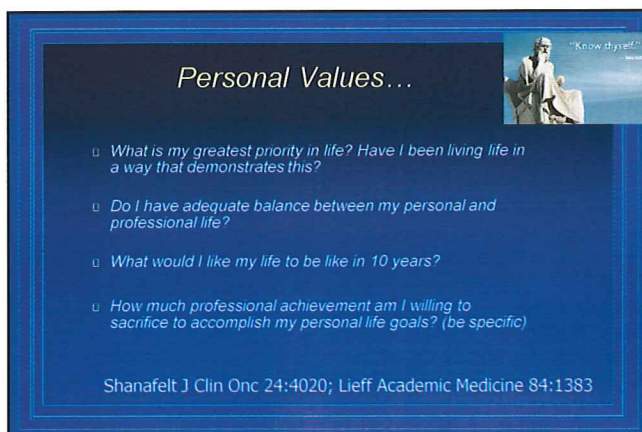 "Know thyself."
Personal Values...
▯ What is my greatest priority in life? Have I been living life in
a way that demonstrates this?
▯ Do I have adequate balance between my personal and
professional life?
▯ What would I like my life to be like in 10 years?
▯ How much professional achievement am I willing to
sacrifice to accomplish my personal life goals? (be specific)
Shanafelt J Clin Onc 24:4020; Lieff Academic Medicine 84:1383